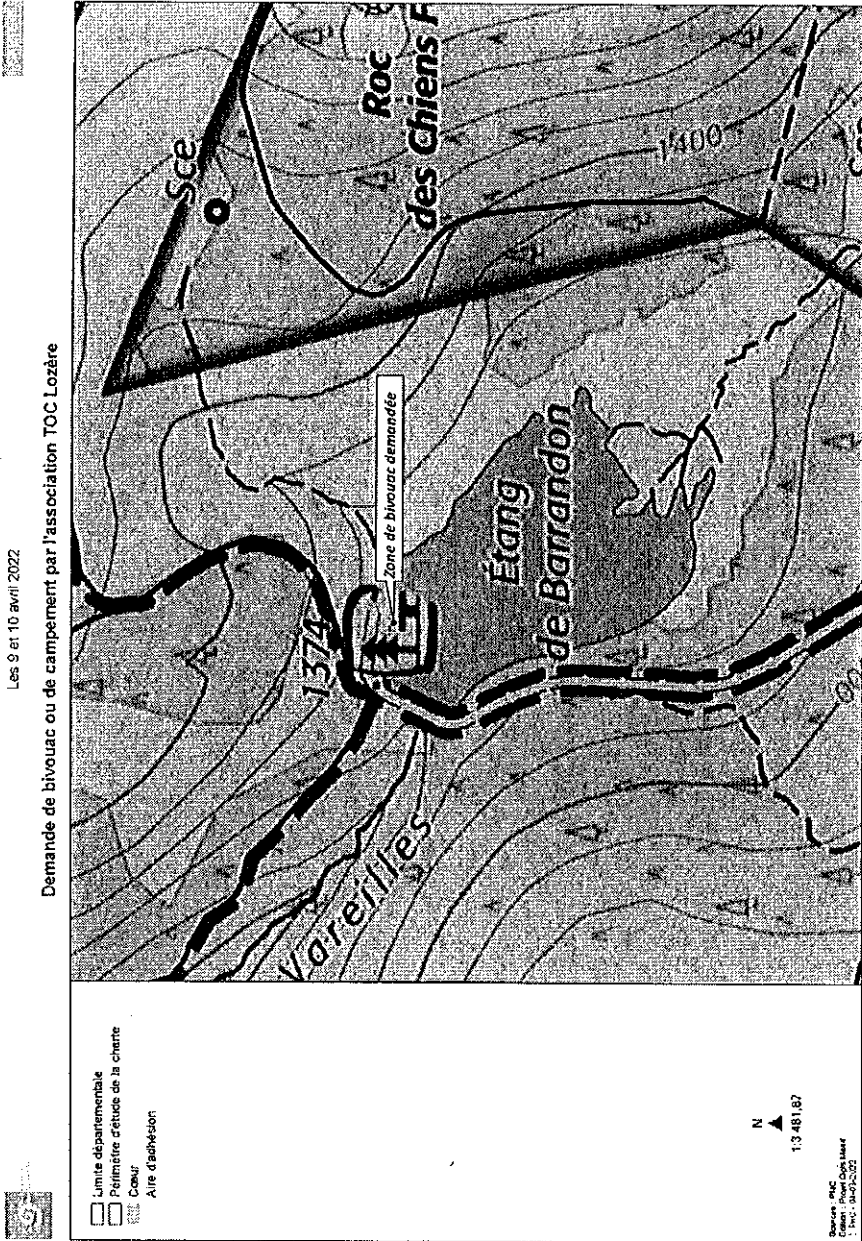 Les 9 et 10 avril 2022
Demande de bivouac ou de campement par l'association TOC Lozère
Limite départementale
Périmètre d'étude de la charte
Cœur
Aire d'adhésion
N
1:3 481,87
Sce
Roc
des Chiens F
1400
1374
Zone de bivouac demandée
Étang
de Barrandon
Vareilles